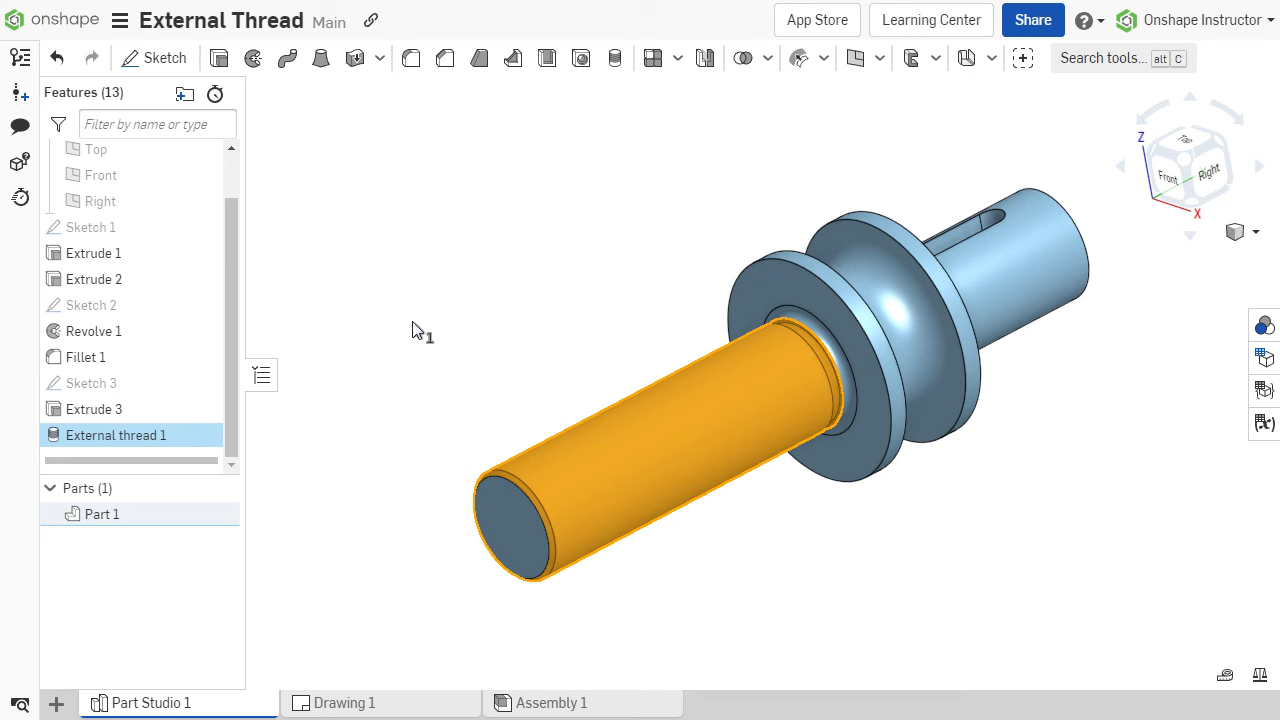 onshape External Thread Main App Store Learning Center Share Onshape Instructor
Sketch Search tools... alt C
Features (13)
Filter by name or type
Top
Front
Right
Sketch 1
Extrude 1
Extrude 2
Sketch 2
Revolve 1
Fillet 1
Sketch 3
Extrude 3
External thread 1
Parts (1)
Part 1
1
Z
Top
Front
Right
X
Part Studio 1 Drawing 1 Assembly 1